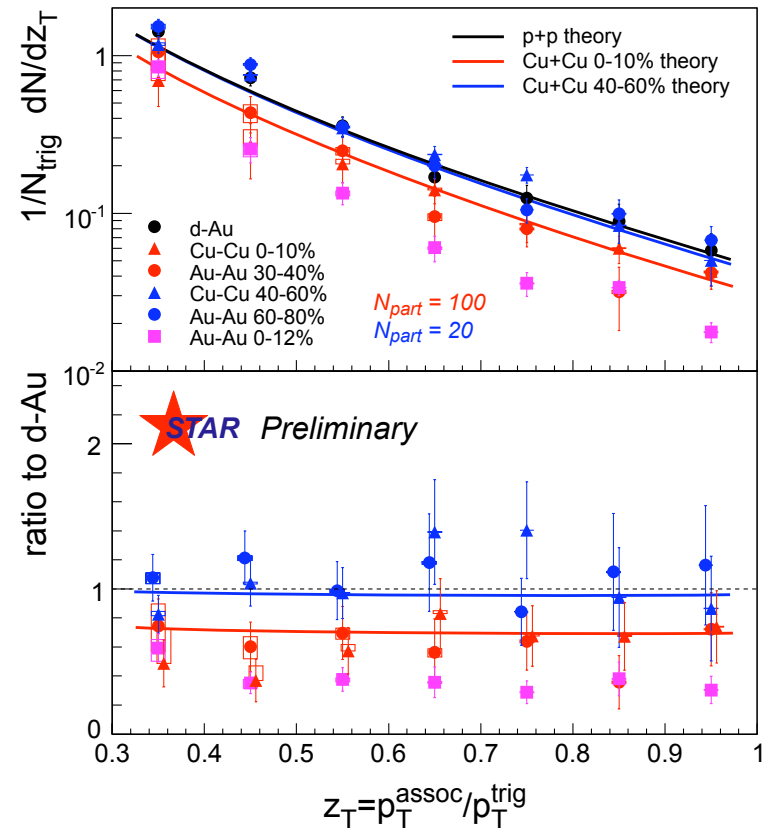 1/N_trig dN/dz_T
1
10^-1
10^-2
p+p theory
Cu+Cu 0-10% theory
Cu+Cu 40-60% theory
d-Au
Cu-Cu 0-10%
Au-Au 30-40%
Cu-Cu 40-60%
Au-Au 60-80%
Au-Au 0-12%
N_part = 100
N_part = 20
ratio to d-Au
STAR Preliminary
2
1
0
0.3 0.4 0.5 0.6 0.7 0.8 0.9 1
z_T=p_T^assoc/p_T^trig